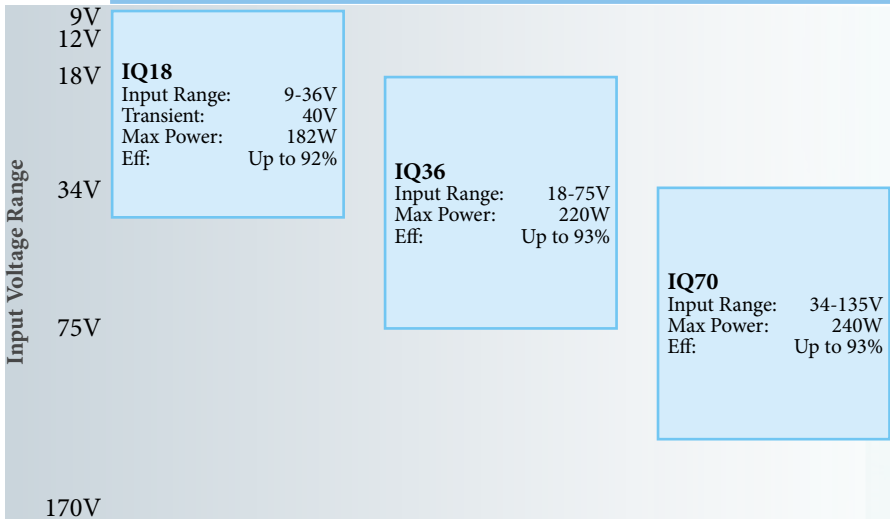 Input Voltage Range
9V
12V
18V
34V
75V
170V
IQ18
Input Range: 9-36V
Transient: 40V
Max Power: 182W
Eff: Up to 92%
IQ36
Input Range: 18-75V
Max Power: 220W
Eff: Up to 93%
IQ70
Input Range: 34-135V
Max Power: 240W
Eff: Up to 93%